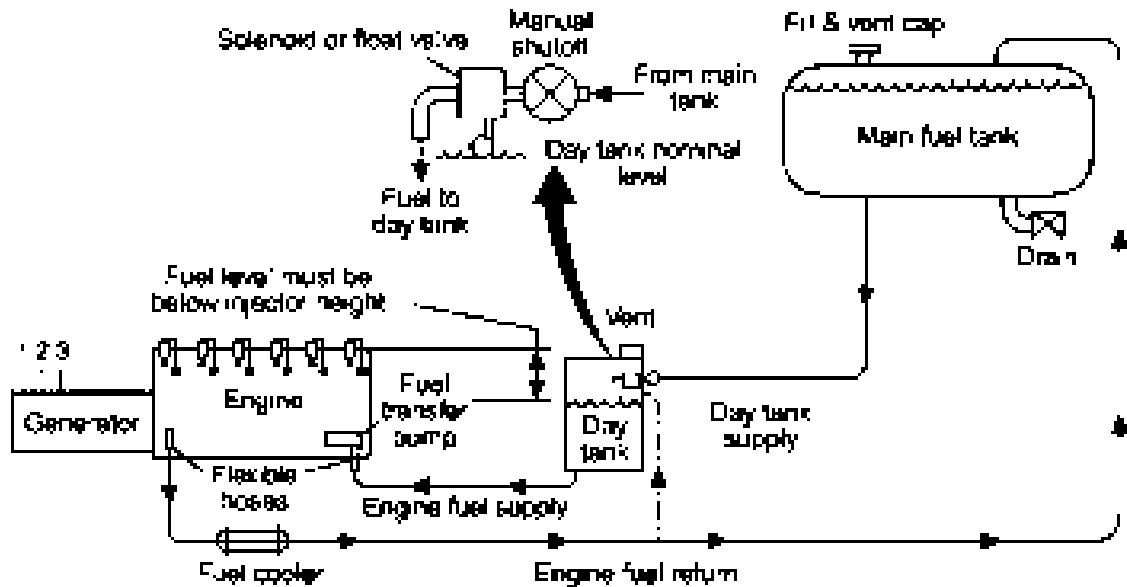 Solenoid or float valve
Manual
shutoff
Fill & vent cap
From main
tank
Main fuel tank
Day tank nominal
level
Fuel to
day tank
Drain
Fuel level must be
below injector height
Vent
1 2 3
Engine
Fuel
transfer
pump
Generator
Day
tank
Day tank
supply
Flexible
hoses
Engine fuel supply
Fuel cooler
Engine fuel return